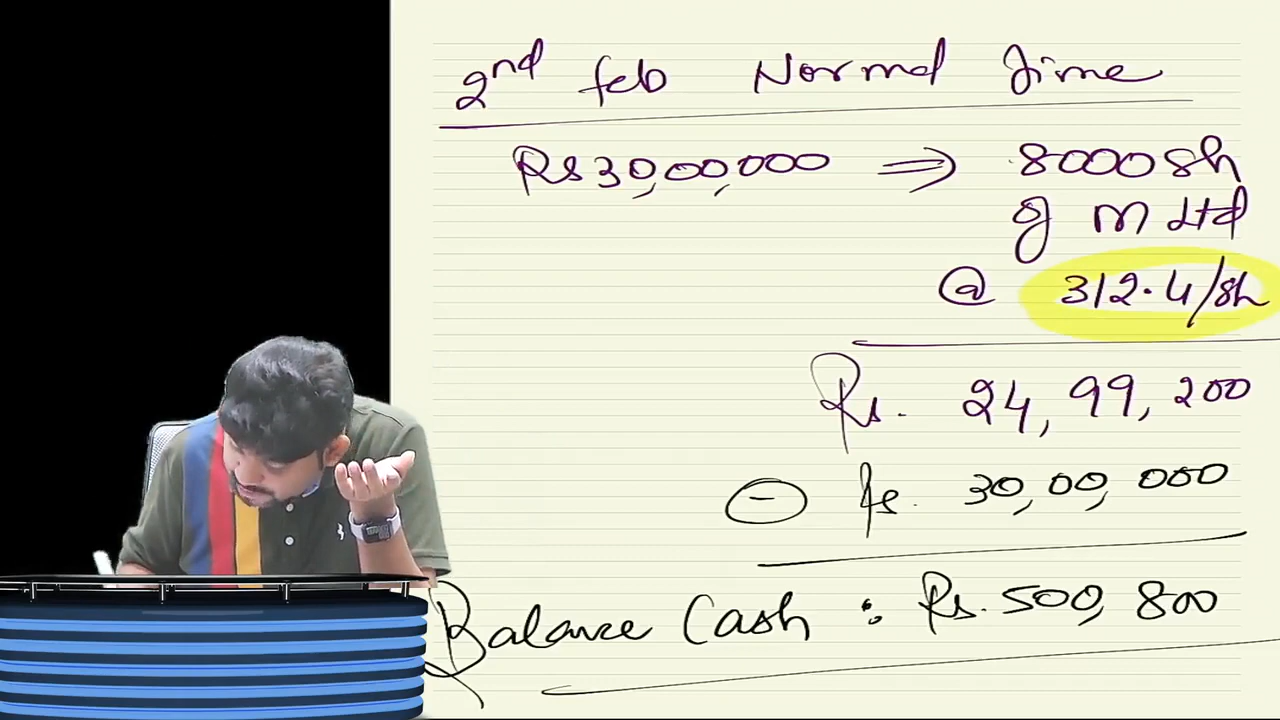 2nd feb Normal Time
Rs 30,00,000 ⇒ 8000 sh
of M Ltd
@ 312.4/sh
Rs. 24,99,200
⊖ Rs. 30,00,000
Balance Cash : Rs. 500,800